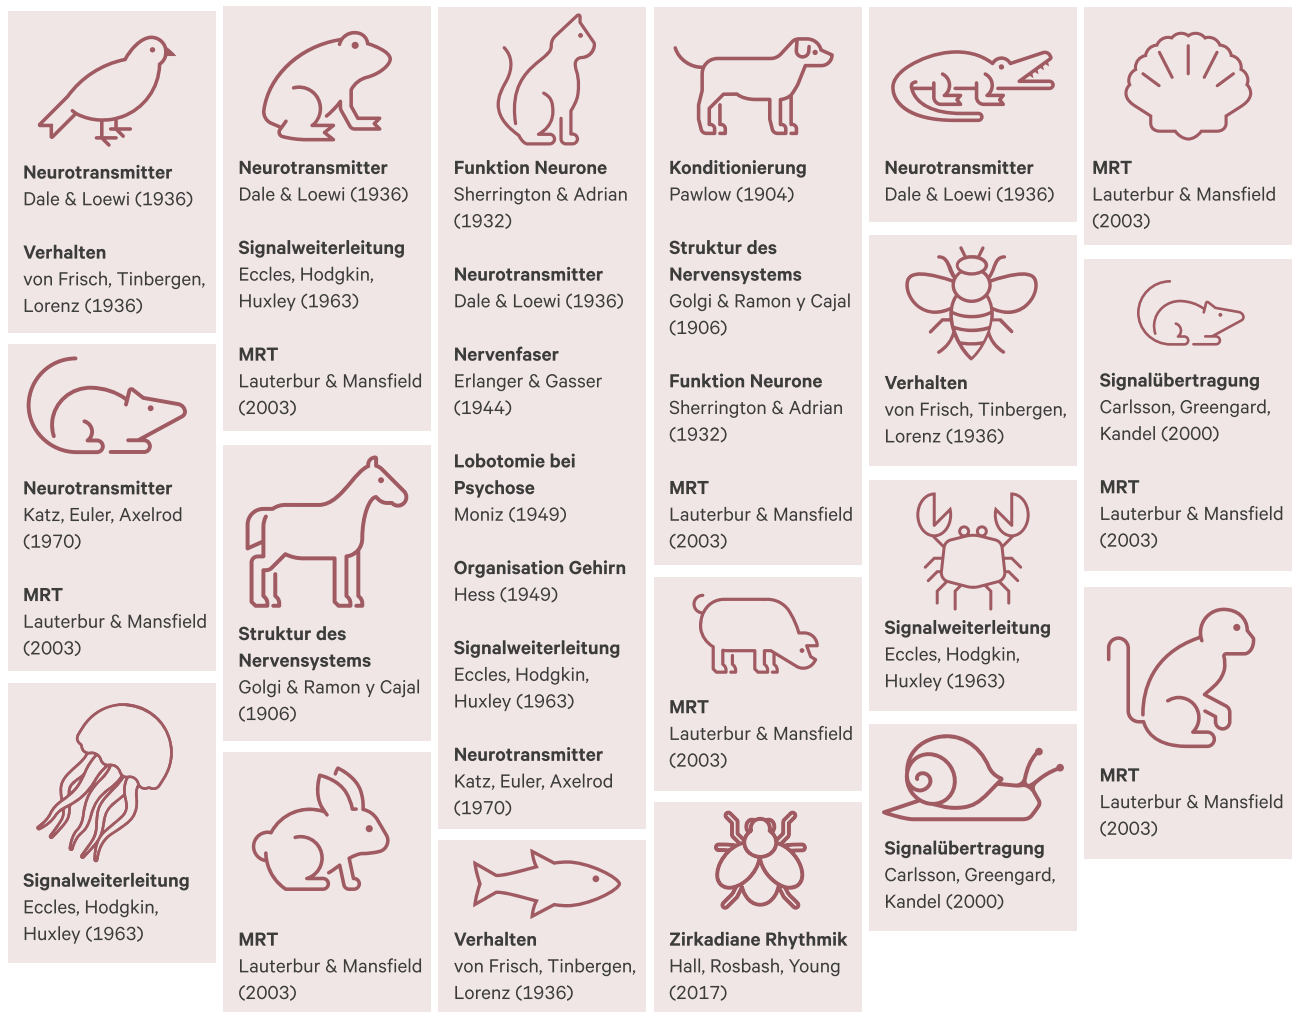 Neurotransmitter
Dale & Loewi (1936)
Verhalten
von Frisch, Tinbergen,
Lorenz (1936)
Neurotransmitter
Katz, Euler, Axelrod
(1970)
MRT
Lauterbur & Mansfield
(2003)
Signalweiterleitung
Eccles, Hodgkin,
Huxley (1963)
Neurotransmitter
Dale & Loewi (1936)
Signalweiterleitung
Eccles, Hodgkin,
Huxley (1963)
MRT
Lauterbur & Mansfield
(2003)
Struktur des
Nervensystems
Golgi & Ramon y Cajal
(1906)
MRT
Lauterbur & Mansfield
(2003)
Funktion Neurone
Sherrington & Adrian
(1932)
Neurotransmitter
Dale & Loewi (1936)
Nervenfaser
Erlanger & Gasser
(1944)
Lobotomie bei
Psychose
Moniz (1949)
Organisation Gehirn
Hess (1949)
Signalweiterleitung
Eccles, Hodgkin,
Huxley (1963)
Neurotransmitter
Katz, Euler, Axelrod
(1970)
Verhalten
von Frisch, Tinbergen,
Lorenz (1936)
Konditionierung
Pawlow (1904)
Struktur des
Nervensystems
Golgi & Ramon y Cajal
(1906)
Funktion Neurone
Sherrington & Adrian
(1932)
MRT
Lauterbur & Mansfield
(2003)
MRT
Lauterbur & Mansfield
(2003)
Zirkadiane Rhythmik
Hall, Rosbash, Young
(2017)
Neurotransmitter
Dale & Loewi (1936)
Verhalten
von Frisch, Tinbergen,
Lorenz (1936)
Signalweiterleitung
Eccles, Hodgkin,
Huxley (1963)
Signalübertragung
Carlsson, Greengard,
Kandel (2000)
MRT
Lauterbur & Mansfield
(2003)
Signalübertragung
Carlsson, Greengard,
Kandel (2000)
MRT
Lauterbur & Mansfield
(2003)
MRT
Lauterbur & Mansfield
(2003)